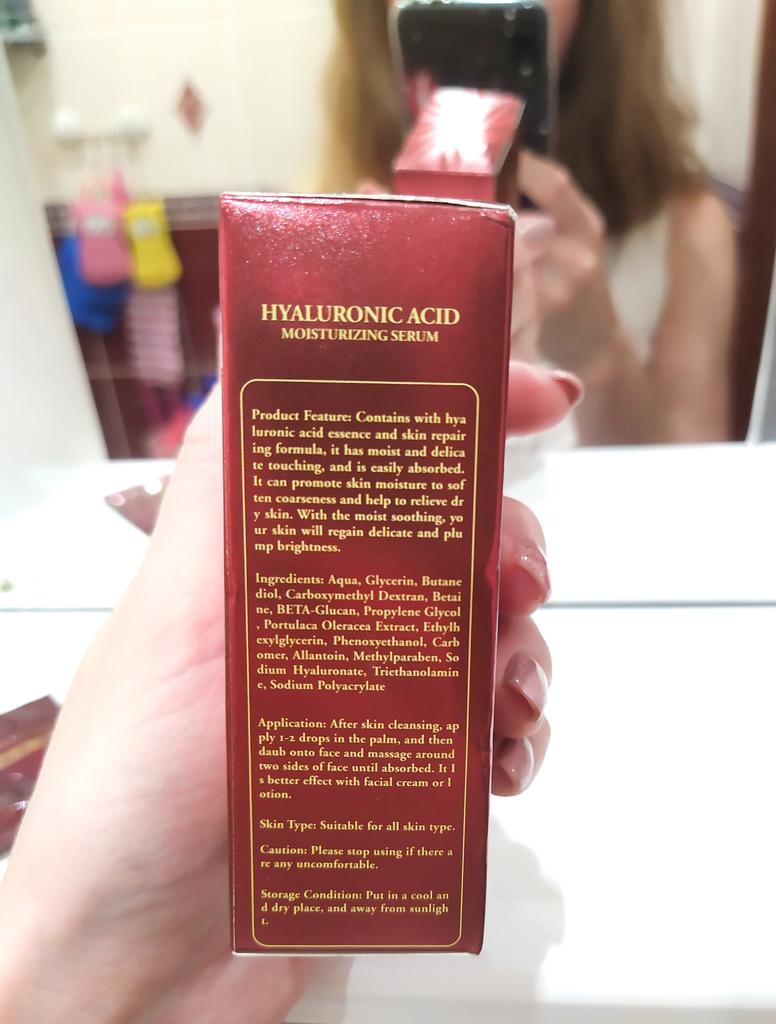 HYALURONIC ACID
MOISTURIZING SERUM
Product Feature: Contains with hya
luronic acid essence and skin repair
ing formula, it has moist and delica
te touching, and is easily absorbed.
It can promote skin moisture to sof
ten coarseness and help to relieve dr
y skin. With the moist soothing, yo
ur skin will regain delicate and plu
mp brightness.
Ingredients: Aqua, Glycerin, Butane
diol, Carboxymethyl Dextran, Betai
ne, BETA-Glucan, Propylene Glycol
, Portulaca Oleracea Extract, Ethylh
exylglycerin, Phenoxyethanol, Carb
omer, Allantoin, Methylparaben, So
dium Hyaluronate, Triethanolamin
e, Sodium Polyacrylate
Application: After skin cleansing, ap
ply 1-2 drops in the palm, and then
daub onto face and massage around
two sides of face until absorbed. It I
s better effect with facial cream or l
otion.
Skin Type: Suitable for all skin type.
Caution: Please stop using if there a
re any uncomfortable.
Storage Condition: Put in a cool an
d dry place, and away from sunligh
t.